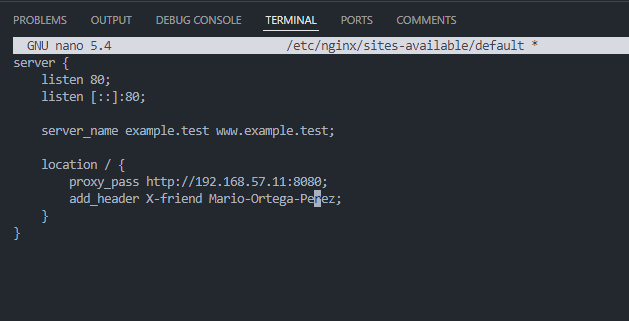 PROBLEMS OUTPUT DEBUG CONSOLE TERMINAL PORTS COMMENTS
GNU nano 5.4 /etc/nginx/sites-available/default *
server {
listen 80;
listen [::]:80;
server_name example.test www.example.test;
location / {
proxy_pass http://192.168.57.11:8080;
add_header X-friend Mario-Ortega-Perez;
}
}